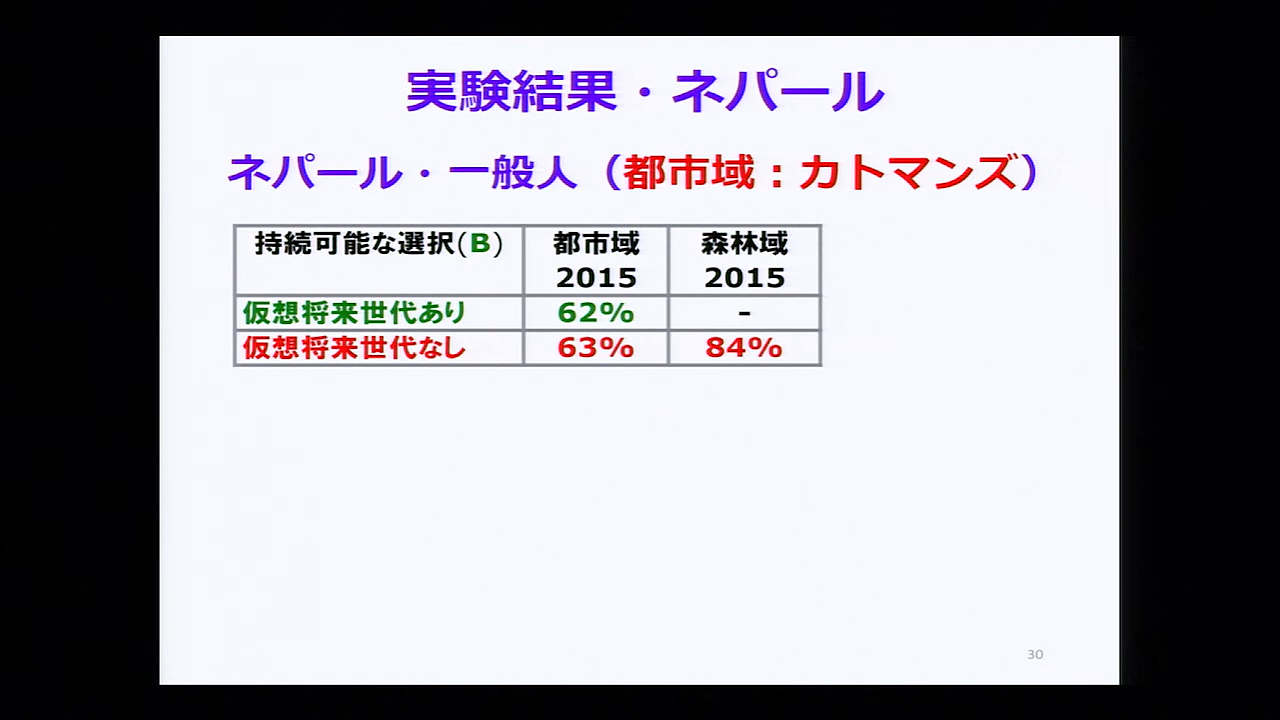 実験結果・ネパール
ネパール・一般人（都市域：カトマンズ）
持続可能な選択(B) 都市域 2015 森林域 2015
仮想将来世代あり 62% -
仮想将来世代なし 63% 84%
30